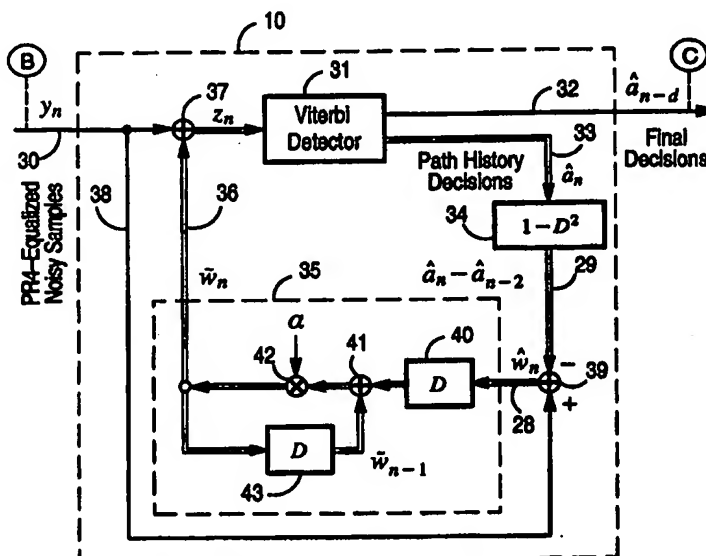 10
B
y_n
30
37
z_n
31
Viterbi
Detector
32
C
â_{n-d}
Final
Decisions
33
Path History
Decisions
â_n
34
1-D²
29
â_n - â_{n-2}
38
36
PR4-Equalized
Noisy Samples
w̃_n
35
α
42
41
40
D
ŵ_n
28
−
39
+
D
43
w̃_{n-1}